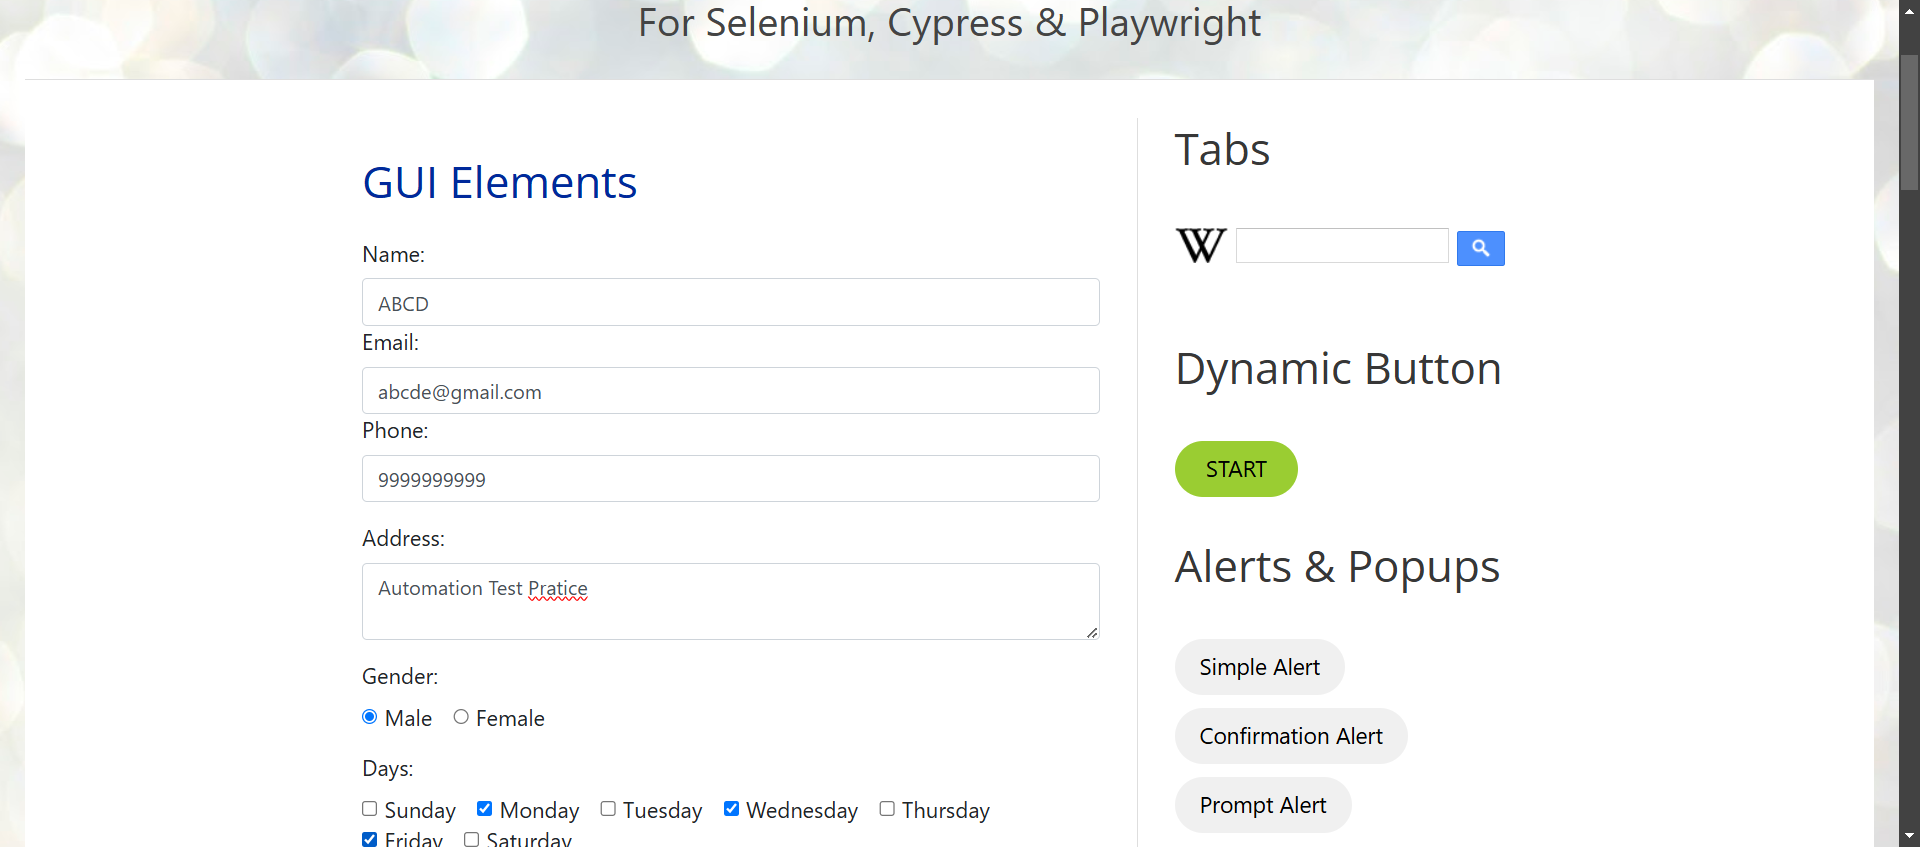 For Selenium, Cypress & Playwright
GUI Elements
Name:
ABCD
Email:
abcde@gmail.com
Phone:
9999999999
Address:
Automation Test Pratice
Gender:
Male Female
Days:
Sunday Monday Tuesday Wednesday Thursday
Friday Saturday
Tabs
W
Dynamic Button
START
Alerts & Popups
Simple Alert
Confirmation Alert
Prompt Alert